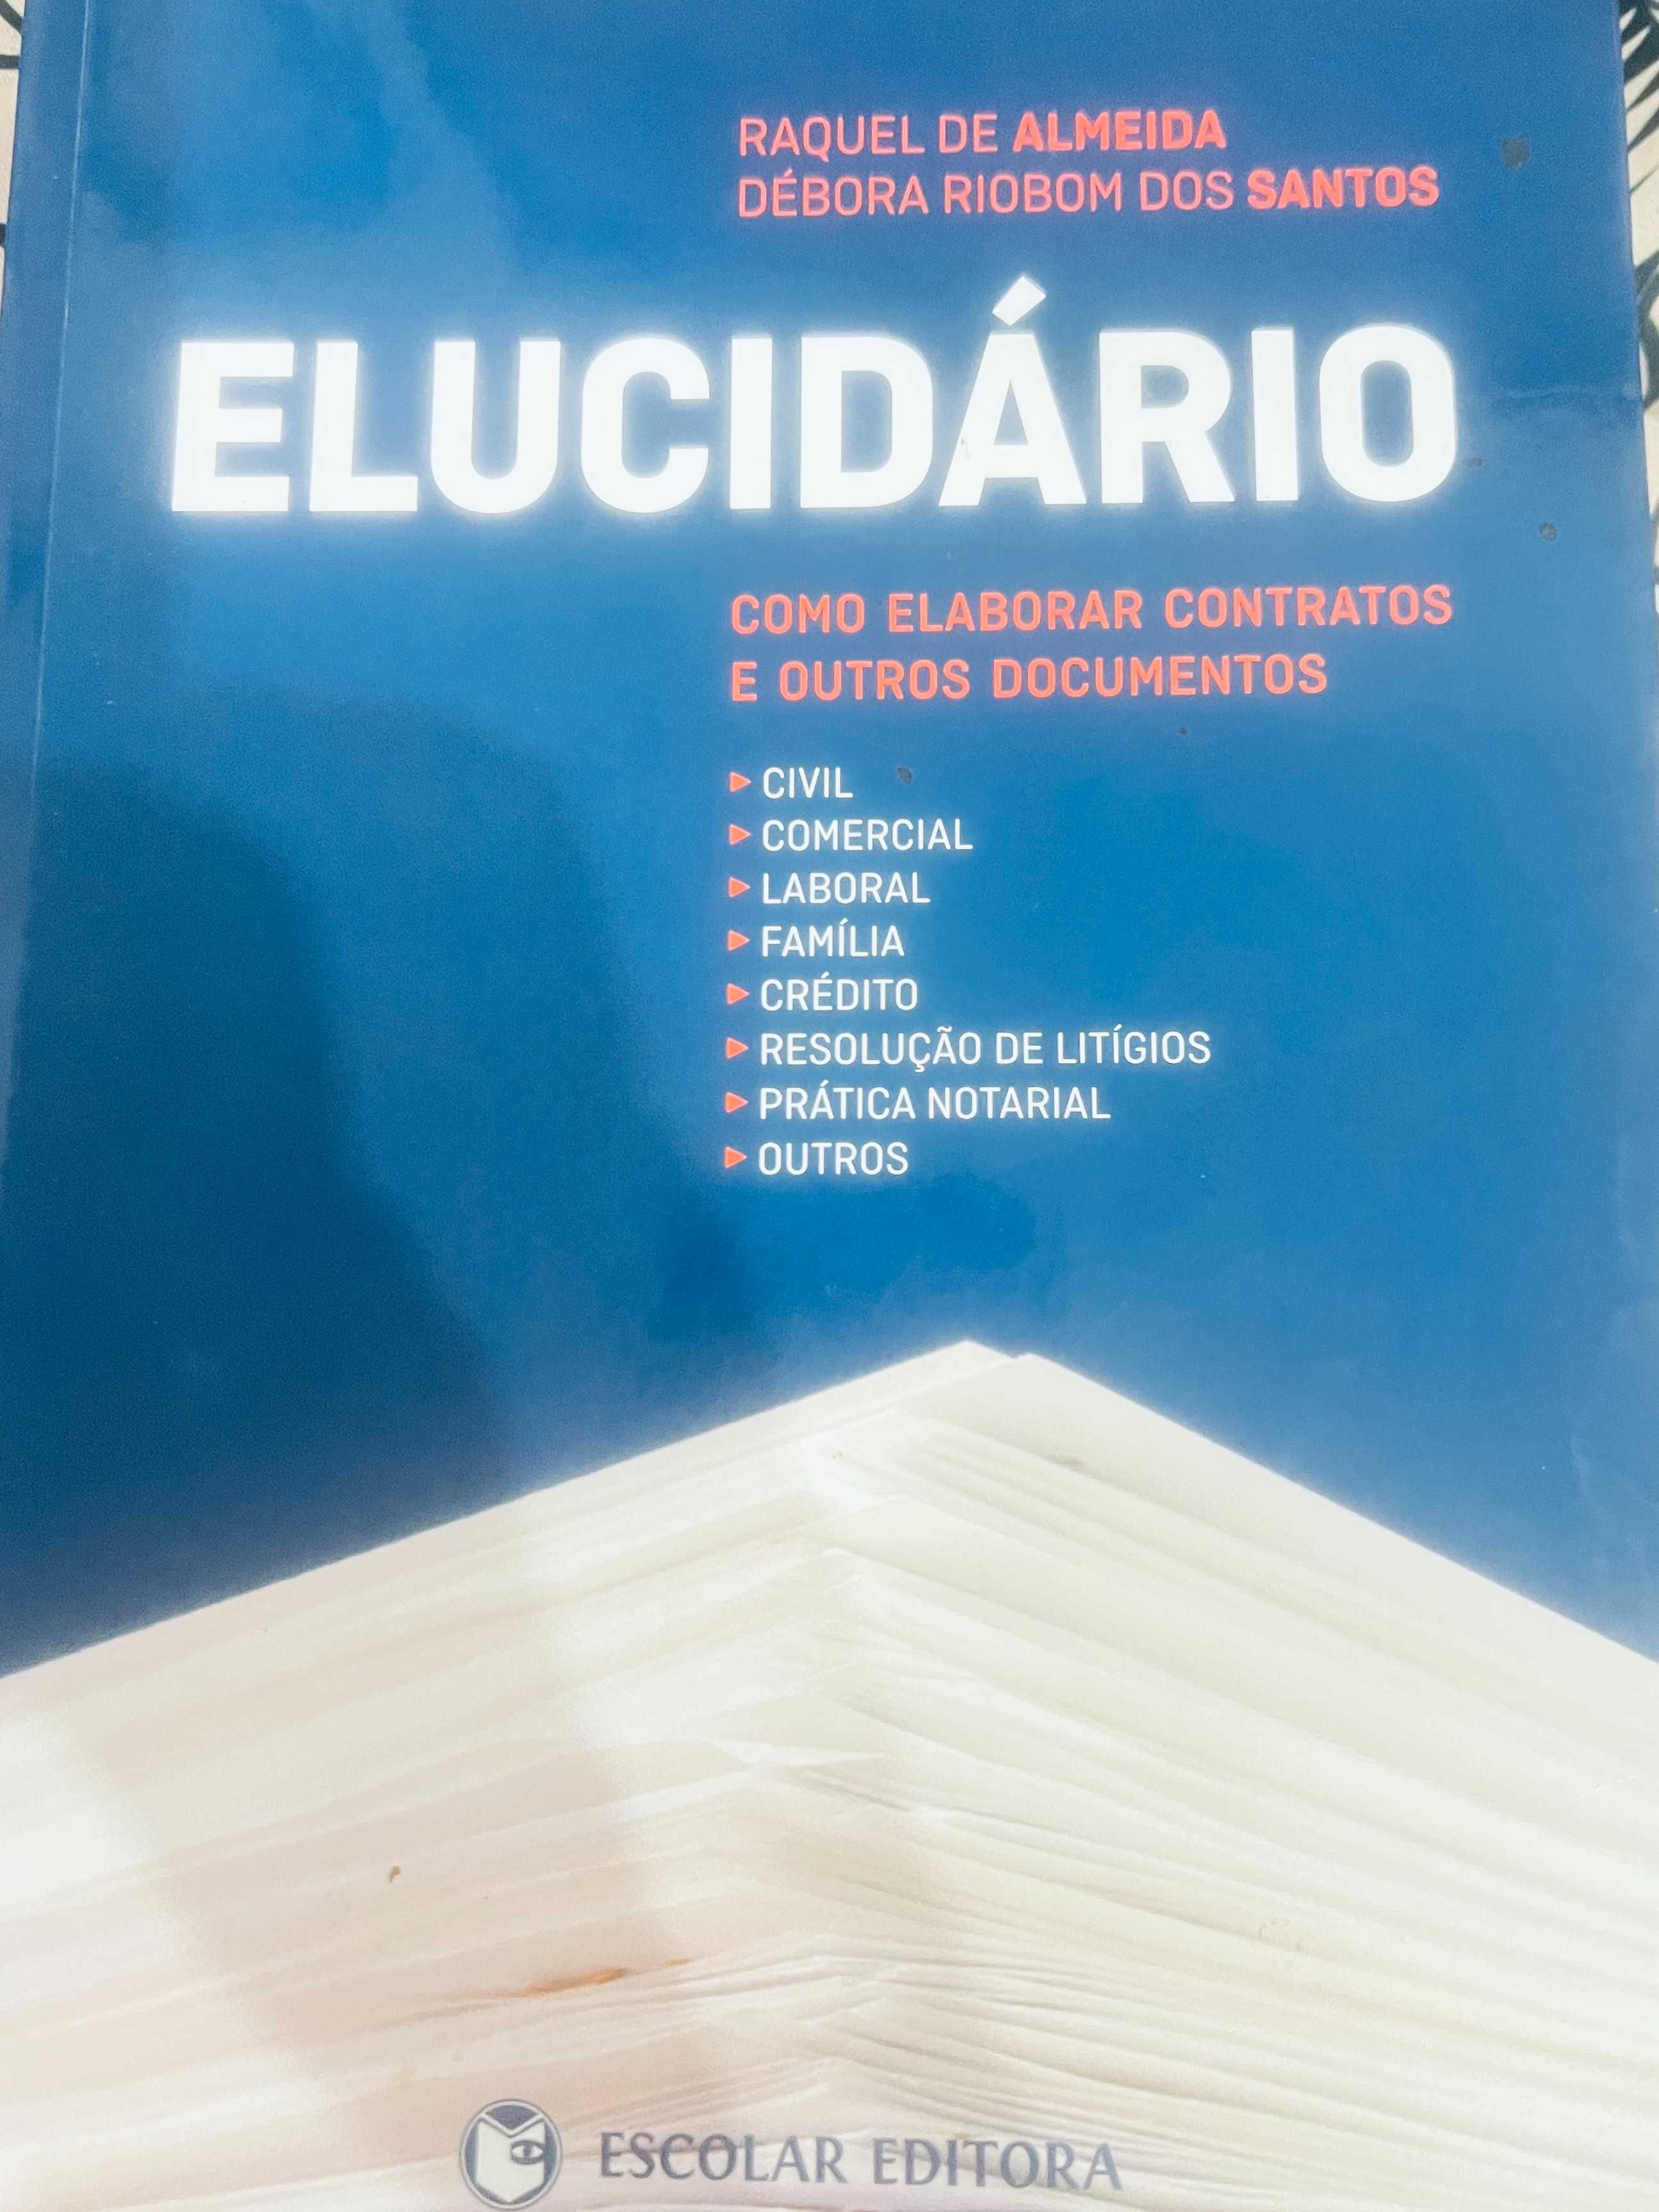 RAQUEL DE ALMEIDA
DÉBORA RIOBOM DOS SANTOS
ELUCIDÁRIO
COMO ELABORAR CONTRATOS
E OUTROS DOCUMENTOS
CIVIL
COMERCIAL
LABORAL
FAMÍLIA
CRÉDITO
RESOLUÇÃO DE LITÍGIOS
PRÁTICA NOTARIAL
OUTROS
ESCOLAR EDITORA